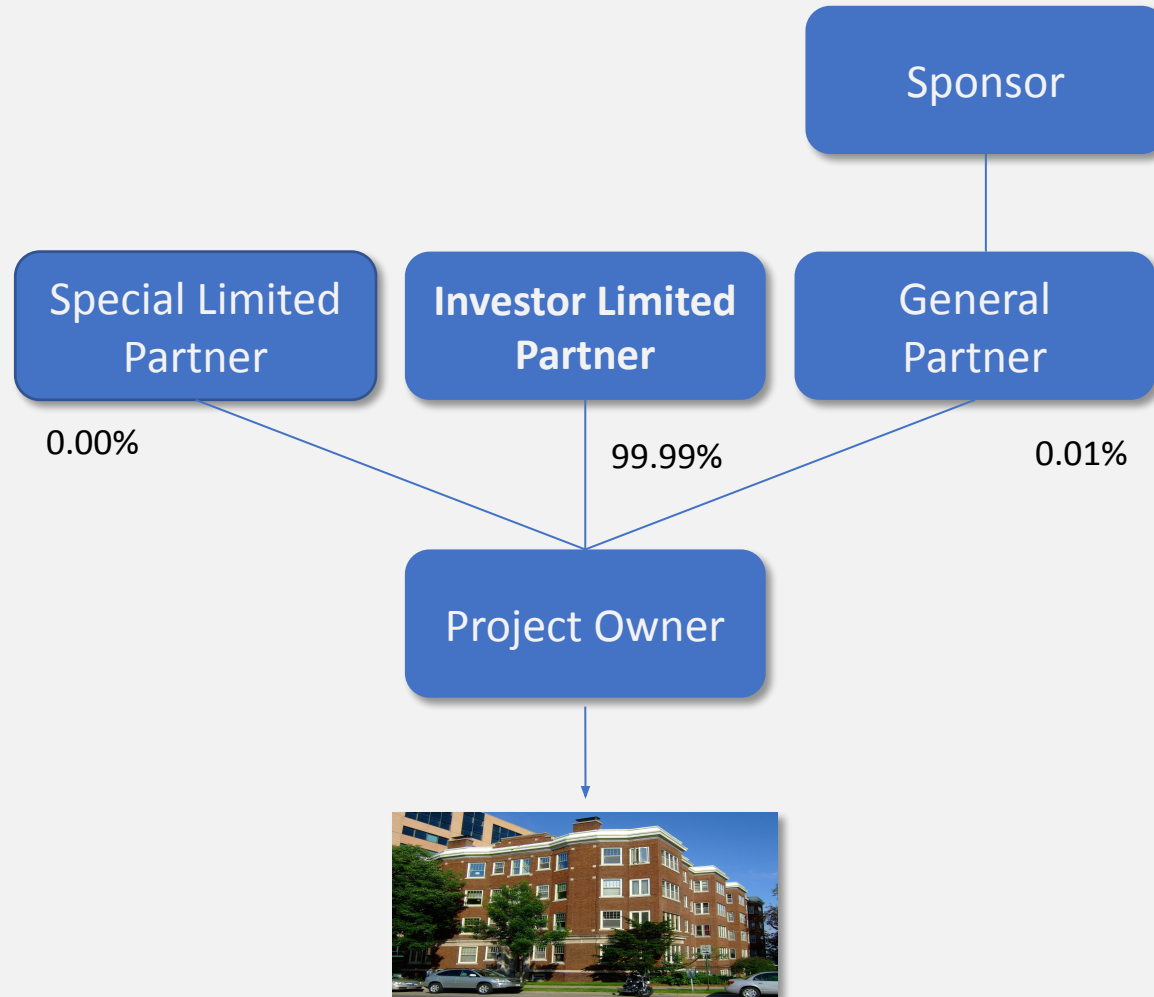 Sponsor
Special Limited
Partner
Investor Limited
Partner
General
Partner
0.00%
99.99%
0.01%
Project Owner